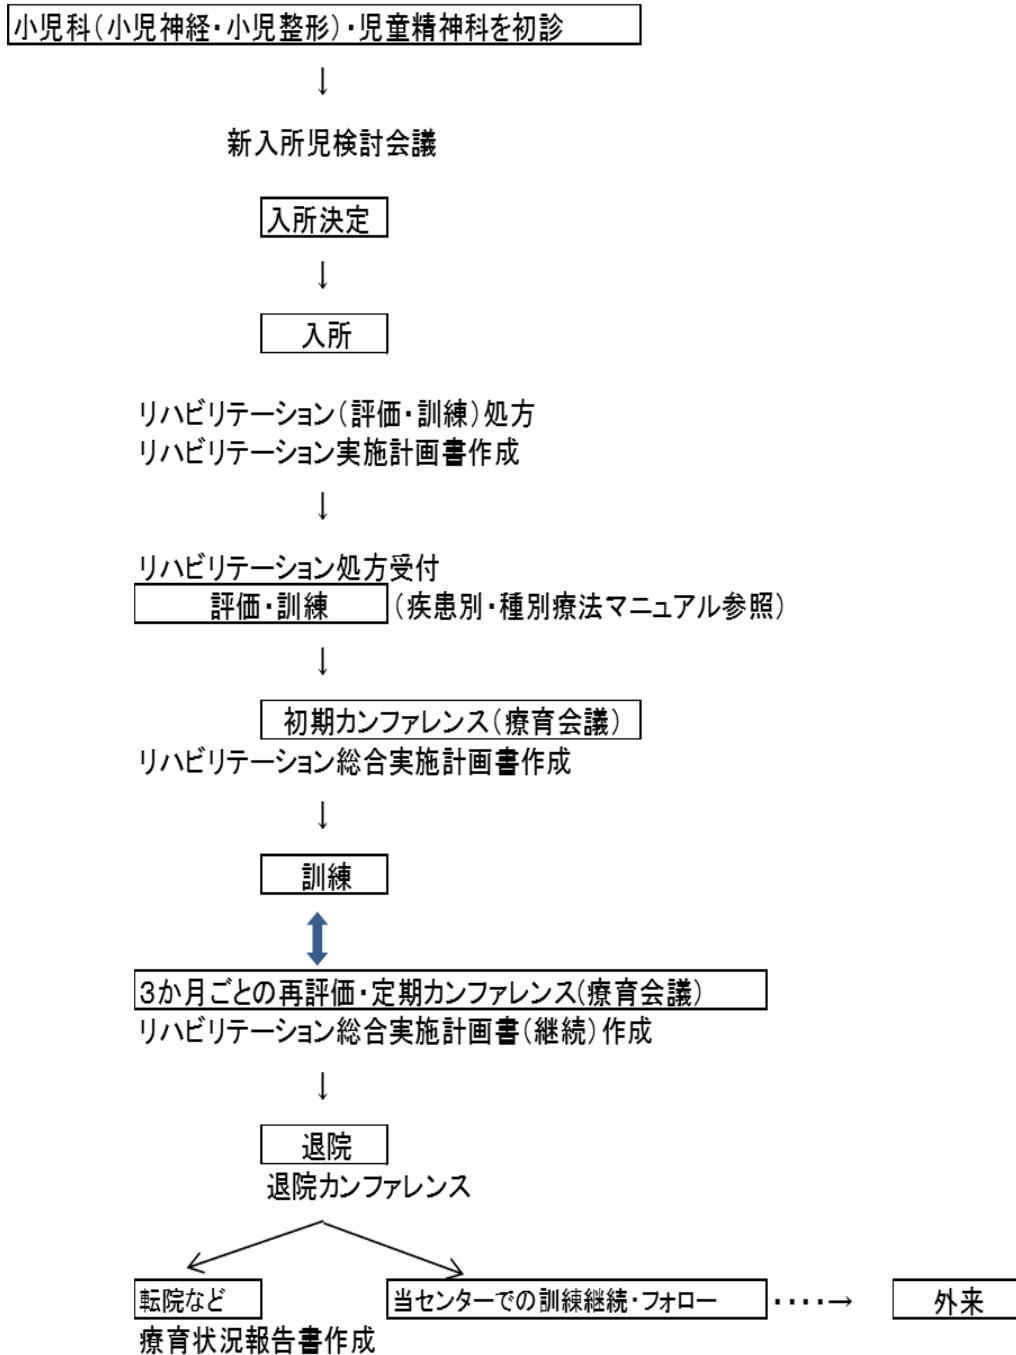 小児科(小児神経・小児整形)・児童精神科を初診
↓
新入所児検討会議
入所決定
↓
入所
リハビリテーション(評価・訓練)処方
リハビリテーション実施計画書作成
↓
リハビリテーション処方受付
評価・訓練 (疾患別・種別療法マニュアル参照)
↓
初期カンファレンス(療育会議)
リハビリテーション総合実施計画書作成
↓
訓練
3か月ごとの再評価・定期カンファレンス(療育会議)
リハビリテーション総合実施計画書(継続)作成
↓
退院
退院カンファレンス
転院など 当センターでの訓練継続・フォロー ・・・・→ 外来
療育状況報告書作成